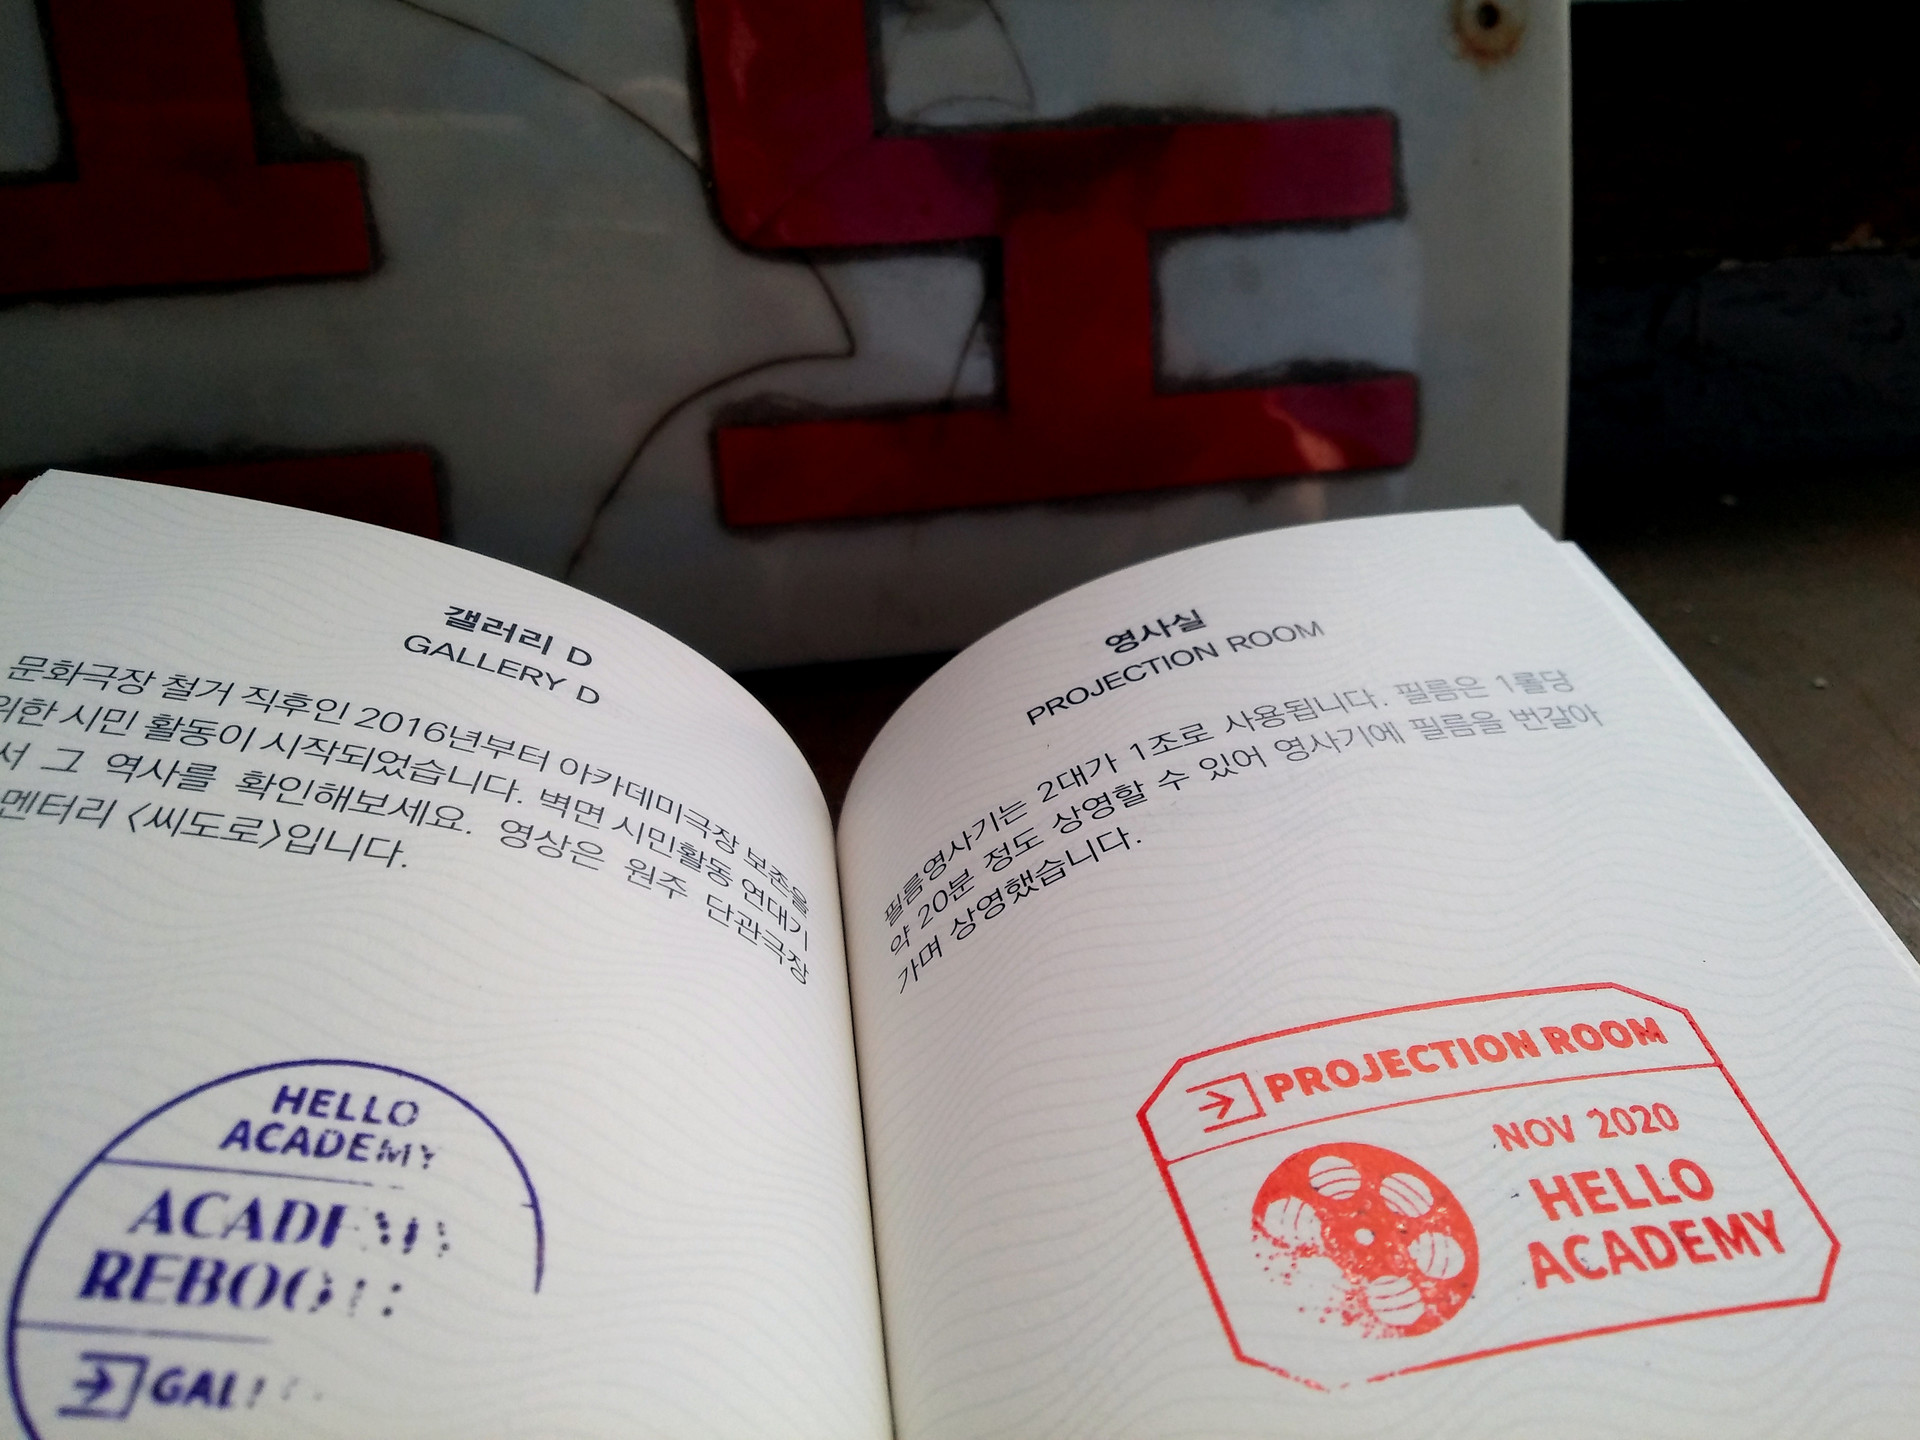 갤러리 D
GALLERY D
문화극장 철거 직후인 2016년부터 아카데미극장 보존을
위한 시민 활동이 시작되었습니다. 벽면 시민활동 연대기
서 그 역사를 확인해보세요. 영상은 원주 단관극장
멘터리 <씨도로>입니다.
HELLO
ACADEMY
REBOO
영사실
PROJECTION ROOM
필름영사기는 2대가 1조로 사용됩니다. 필름은 1롤당
약 20분 정도 상영할 수 있어 영사기에 필름을 번갈아
가며 상영했습니다.
PROJECTION ROOM
NOV 2020
HELLO
ACADEMY